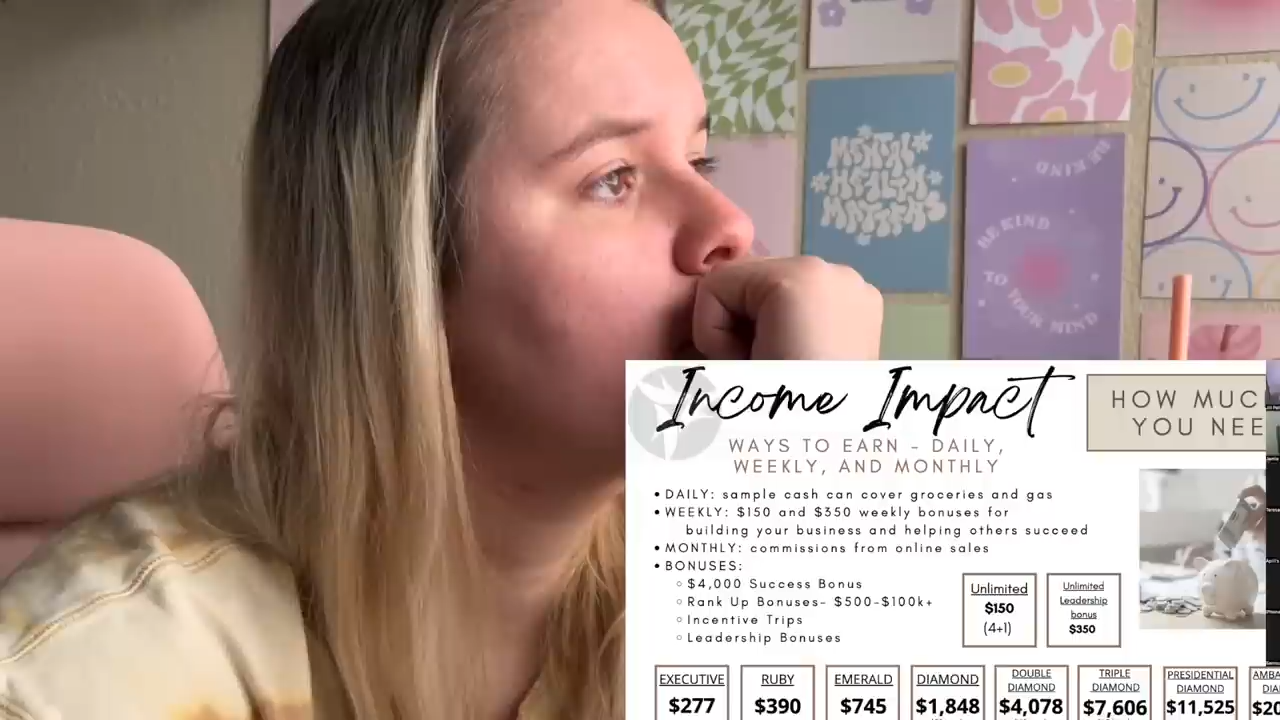 MENTAL
HEALTH
MATTERS
BE KIND
BE KIND
TO YOUR MIND
Income Impact
HOW MUC
YOU NEE
WAYS TO EARN - DAILY,
WEEKLY, AND MONTHLY
• DAILY: sample cash can cover groceries and gas
• WEEKLY: $150 and $350 weekly bonuses for
building your business and helping others succeed
• MONTHLY: commissions from online sales
• BONUSES:
○ $4,000 Success Bonus
○ Rank Up Bonuses- $500-$100k+
○ Incentive Trips
○ Leadership Bonuses
Unlimited
$150
(4+1)
Unlimited
Leadership
bonus
$350
EXECUTIVE
$277
RUBY
$390
EMERALD
$745
DIAMOND
$1,848
DOUBLE
DIAMOND
$4,078
TRIPLE
DIAMOND
$7,606
PRESIDENTIAL
DIAMOND
$11,525
AMBA
DIA
$20